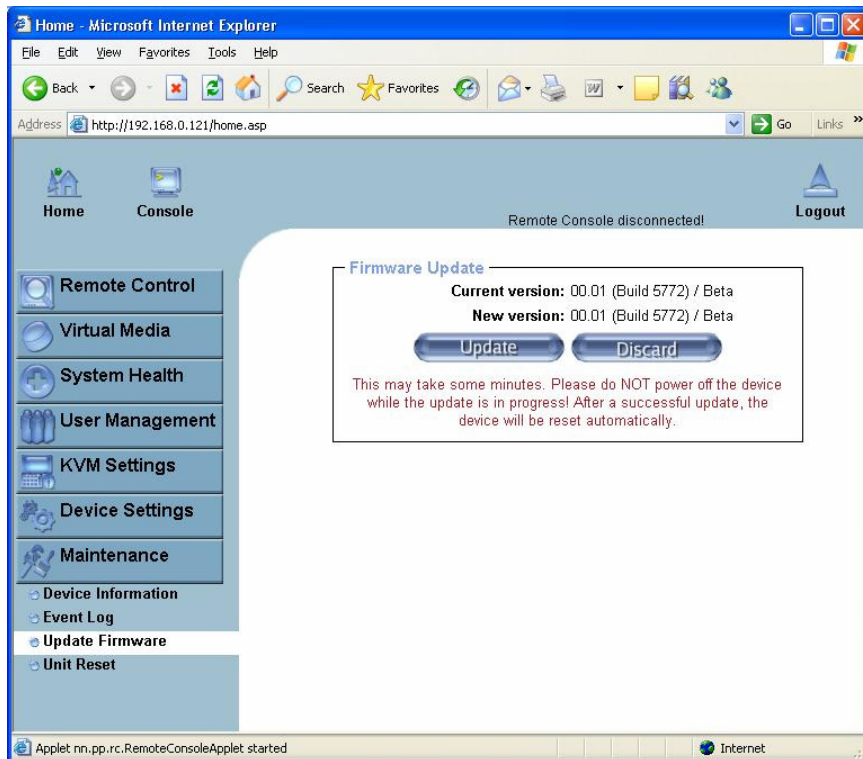 Home - Microsoft Internet Explorer
File Edit View Favorites Tools Help
Back Search Favorites
Address http://192.168.0.121/home.asp Go Links »
Home Console Remote Console disconnected! Logout
Remote Control
Virtual Media
System Health
User Management
KVM Settings
Device Settings
Maintenance
Device Information
Event Log
Update Firmware
Unit Reset
Firmware Update
Current version: 00.01 (Build 5772) / Beta
New version: 00.01 (Build 5772) / Beta
Update Discard
This may take some minutes. Please do NOT power off the device
while the update is in progress! After a successful update, the
device will be reset automatically.
Applet nn.pp.rc.RemoteConsoleApplet started Internet